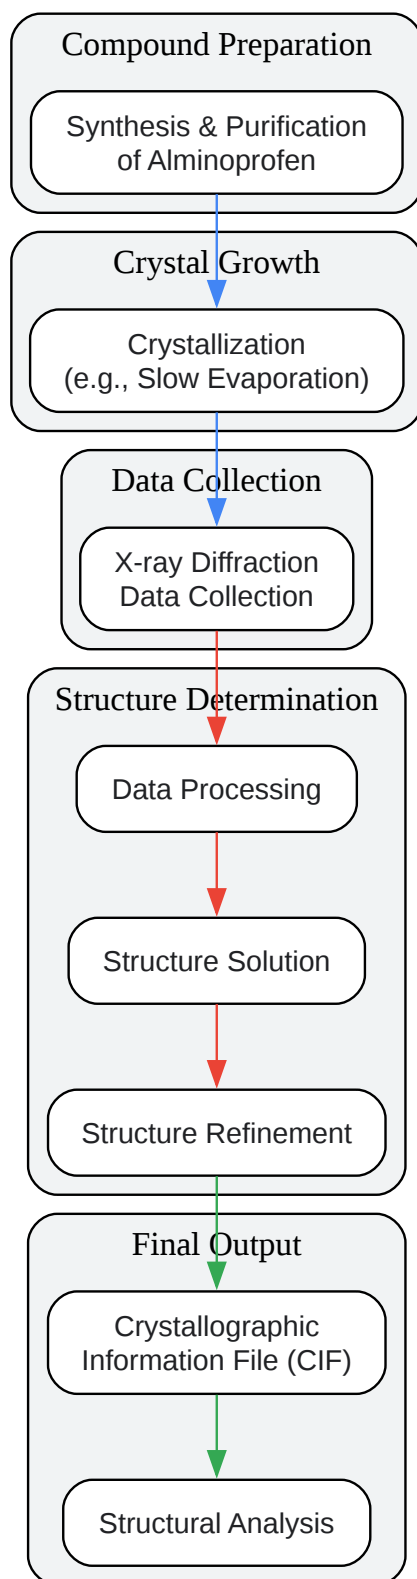 Compound Preparation
Synthesis & Purification
of Alminoprofen
Crystal Growth
Crystallization
(e.g., Slow Evaporation)
Data Collection
X-ray Diffraction
Data Collection
Structure Determination
Data Processing
Structure Solution
Structure Refinement
Final Output
Crystallographic
Information File (CIF)
Structural Analysis